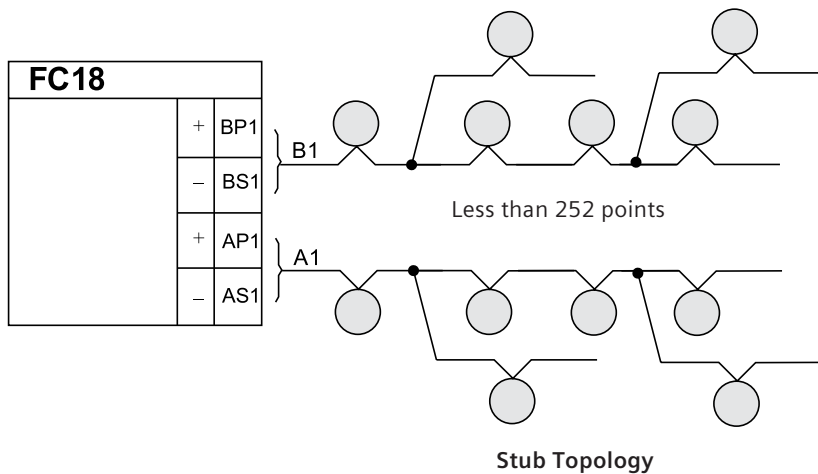 FC18
+ BP1
− BS1
+ AP1
− AS1
B1
Less than 252 points
A1
Stub Topology